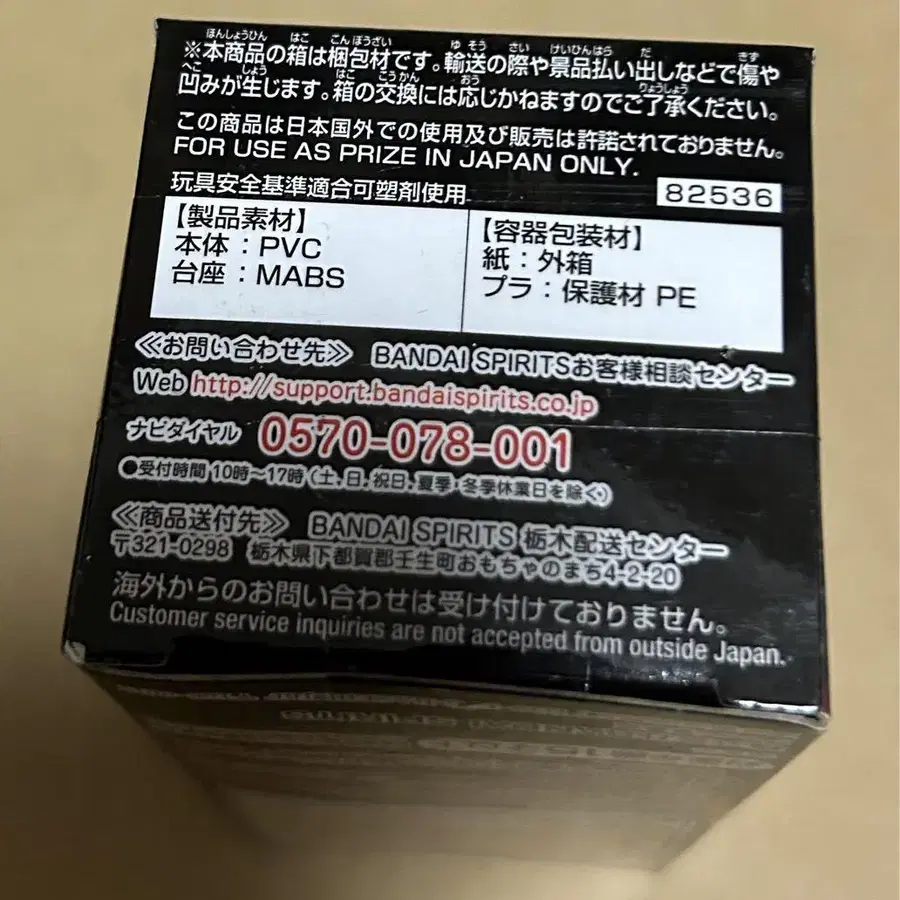 ※本商品の箱は梱包材です。輸送の際や景品払い出しなどで傷や
凹みが生じます。箱の交換には応じかねますのでご了承ください。
この商品は日本国外での使用及び販売は許諾されておりません。
FOR USE AS PRIZE IN JAPAN ONLY.
玩具安全基準適合可塑剤使用
82536
【製品素材】
本体：PVC
台座：MABS
【容器包装材】
紙：外箱
プラ：保護材 PE
≪お問い合わせ先≫ BANDAI SPIRITSお客様相談センター
Web http://support.bandaispirits.co.jp
ナビダイヤル 0570-078-001
●受付時間 10時～17時（土、日、祝日、夏季・冬季休業日を除く）
≪商品送付先≫ BANDAI SPIRITS 栃木配送センター
〒321-0298 栃木県下都賀郡壬生町おもちゃのまち4-2-20
海外からのお問い合わせは受け付けておりません。
Customer service inquiries are not accepted from outside Japan.